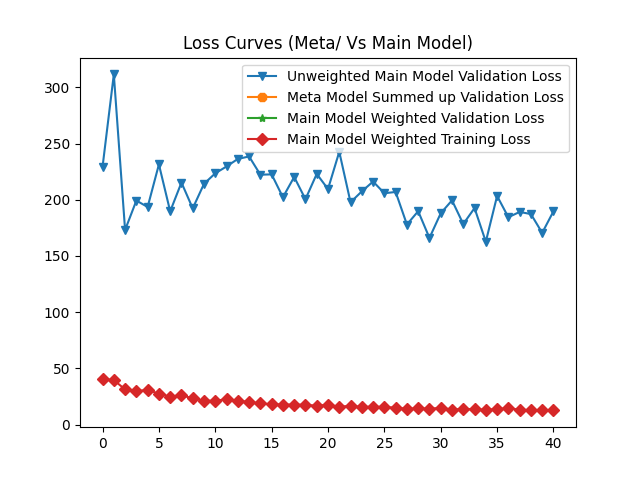 Loss Curves (Meta/ Vs Main Model)
Unweighted Main Model Validation Loss
Meta Model Summed up Validation Loss
Main Model Weighted Validation Loss
Main Model Weighted Training Loss
300
250
200
150
100
50
0
0 5 10 15 20 25 30 35 40